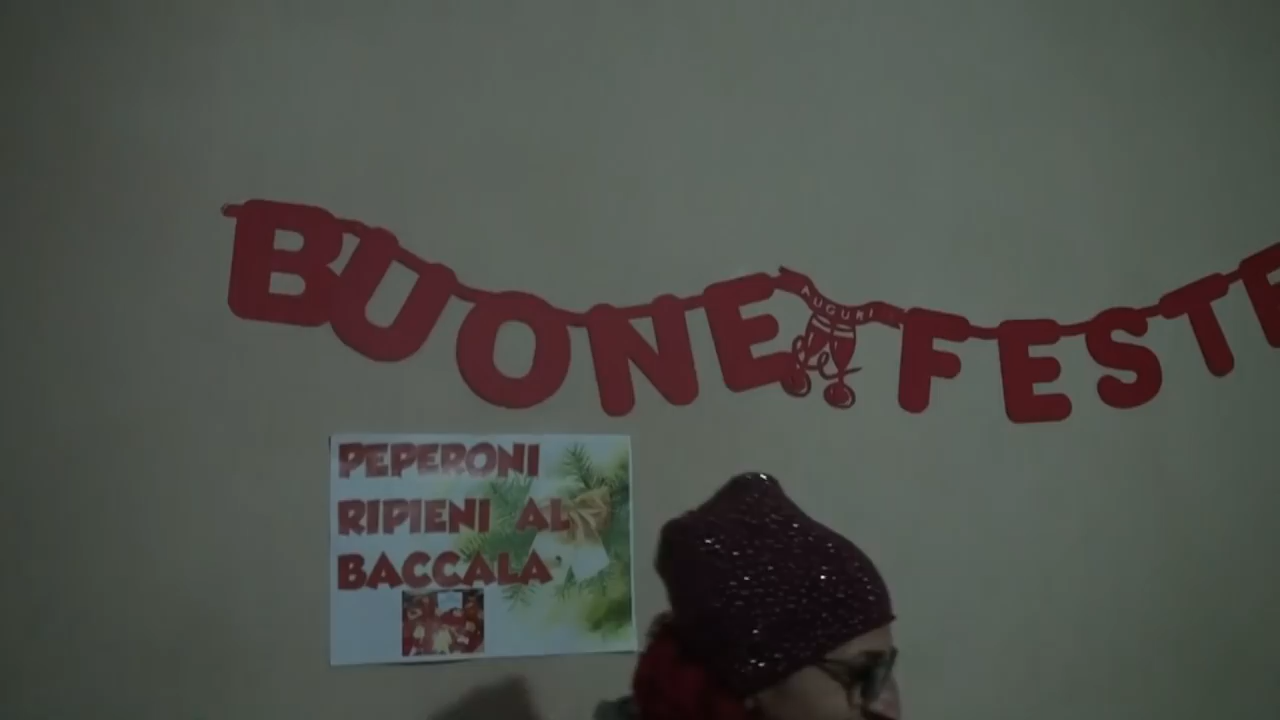 BUONE FESTE
AUGURI
PEPERONI
RIPIENI AL
BACCALA'